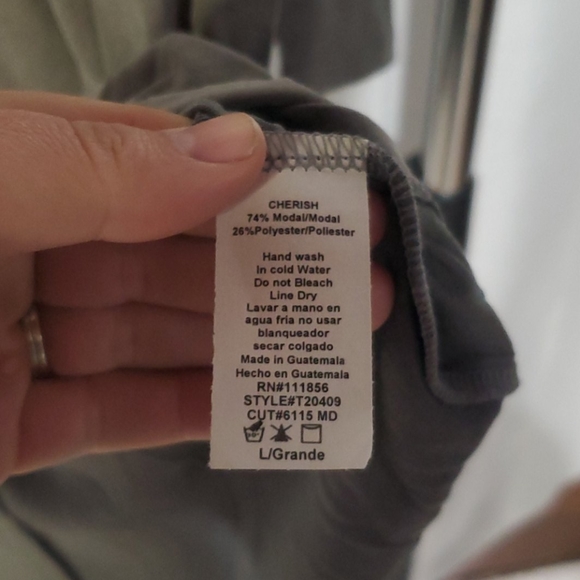 CHERISH
74% Modal/Modal
26%Polyester/Poliester
Hand wash
In cold Water
Do not Bleach
Line Dry
Lavar a mano en
agua fria no usar
blanqueador
secar colgado
Made in Guatemala
Hecho en Guatemala
RN#111856
STYLE#T20409
CUT#6115 MD
L/Grande